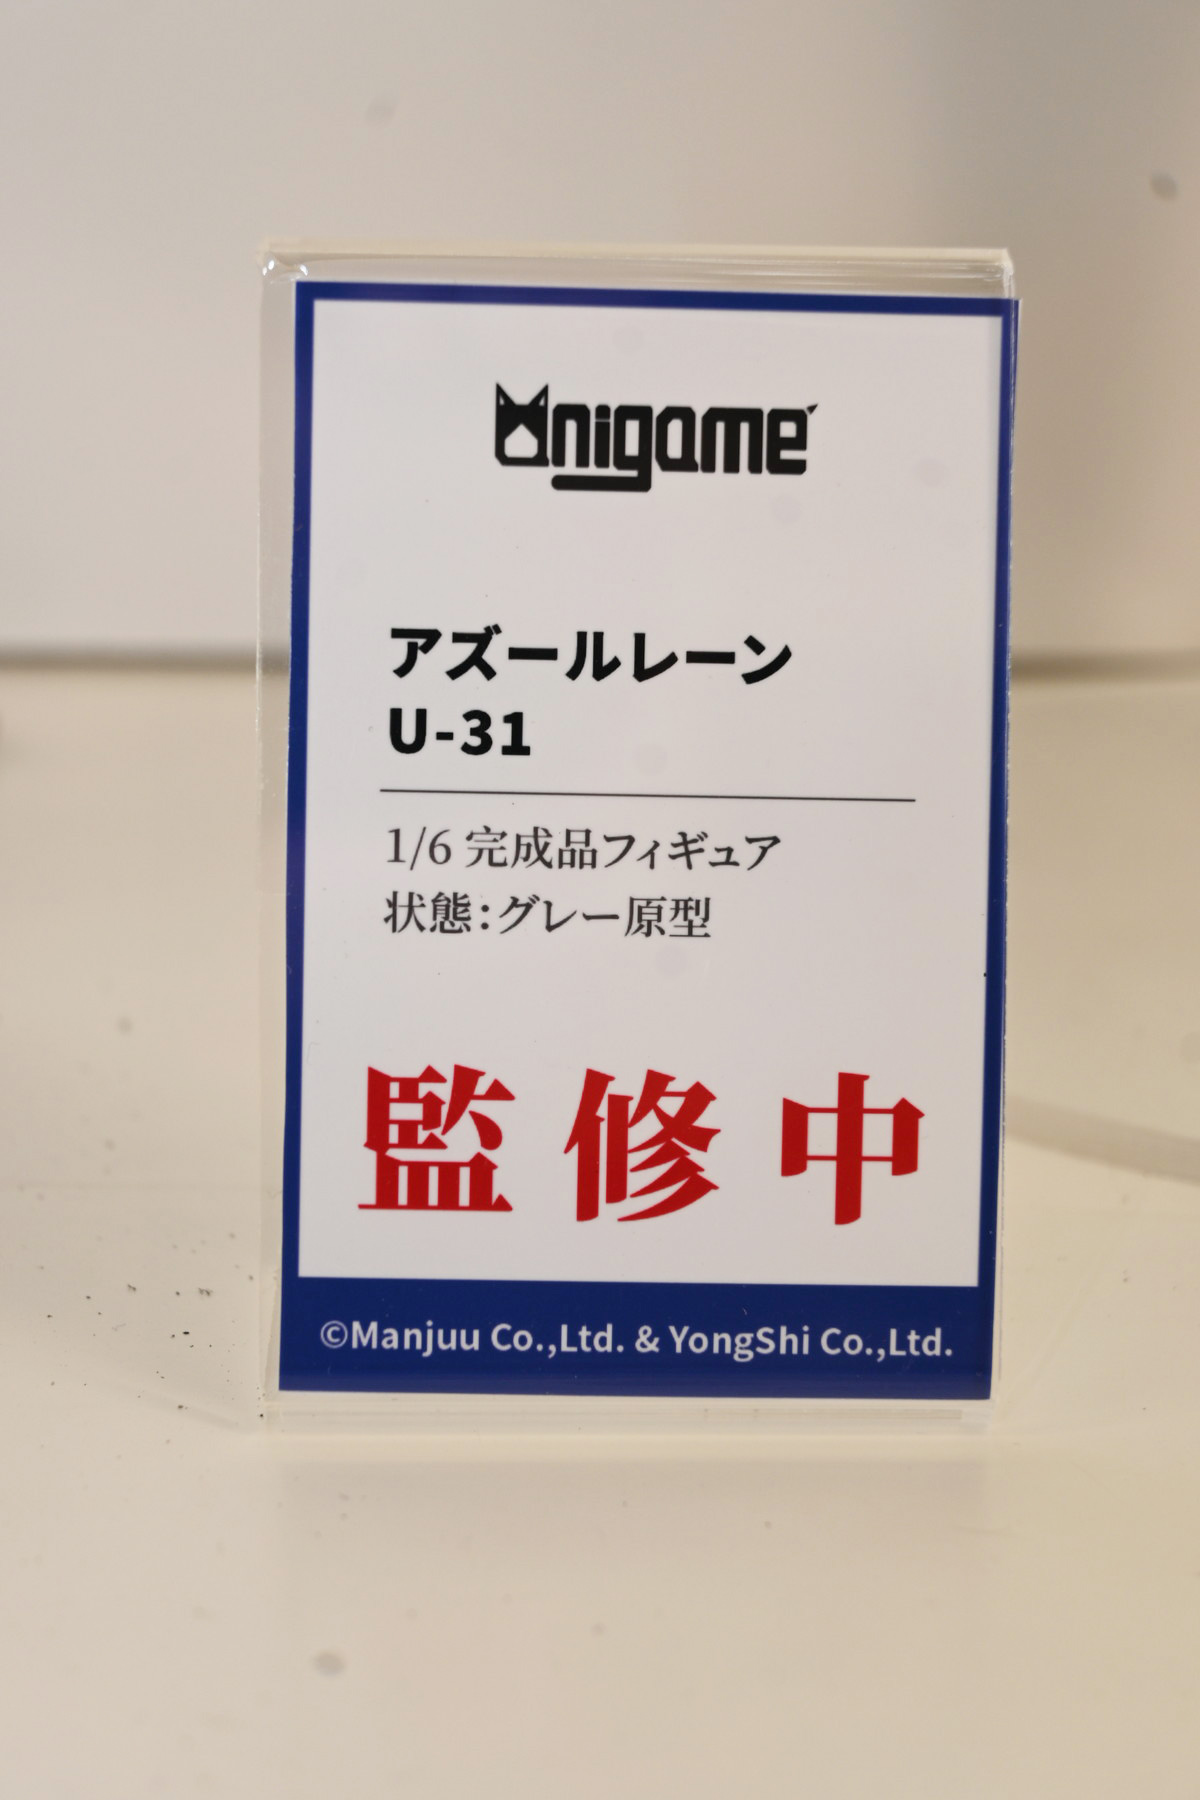 Unigame
アズールレーン
U-31
1/6 完成品フィギュア
状態：グレー原型
監修中
©Manjuu Co.,Ltd. & YongShi Co.,Ltd.